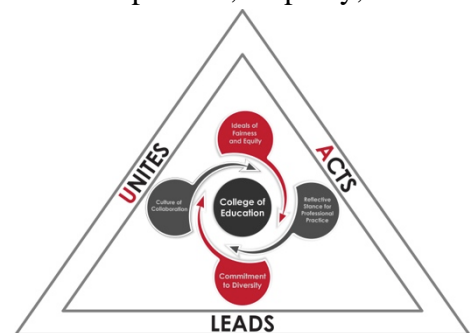 UNITES
ACTS
LEADS
Ideals of
Fairness
and Equity
Culture of
Collaboration
College of
Education
Reflective
Stance for
Professional
Practice
Commitment
to Diversity